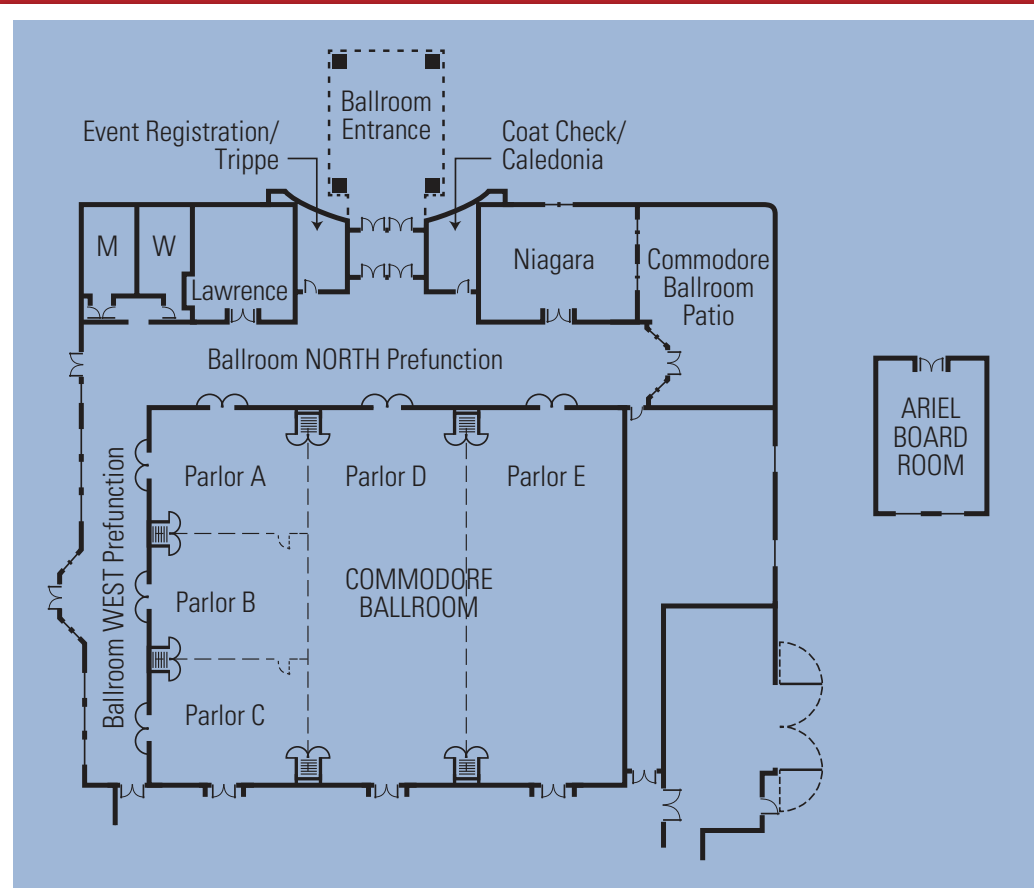 Ballroom
Entrance
Event Registration/
Trippe
Coat Check/
Caledonia
M
W
Lawrence
Niagara
Commodore
Ballroom
Patio
Ballroom NORTH Prefunction
ARIEL
BOARD
ROOM
Ballroom WEST Prefunction
Parlor A
Parlor D
Parlor E
Parlor B
COMMODORE
BALLROOM
Parlor C